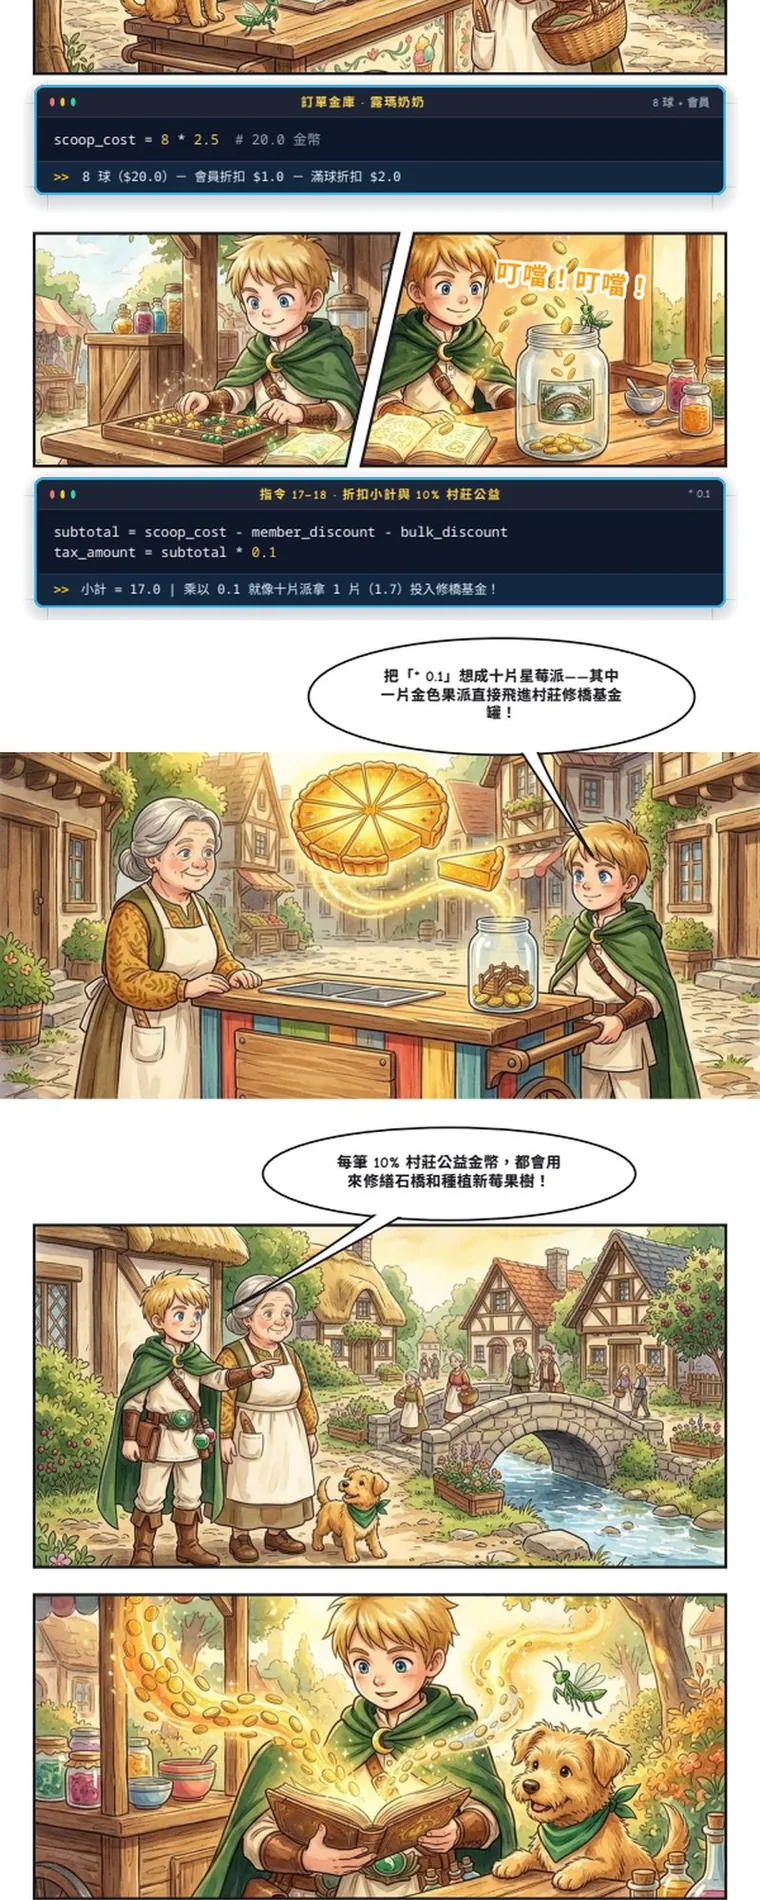 訂單金庫 · 露瑪奶奶
8 球 + 會員
scoop_cost = 8 * 2.5  # 20.0 金幣
>> 8 球（$20.0）— 會員折扣 $1.0 — 滿球折扣 $2.0
叮噹！叮噹！
指令 17-18 · 折扣小計與 10% 村莊公益
* 0.1
subtotal = scoop_cost - member_discount - bulk_discount
tax_amount = subtotal * 0.1
>> 小計 = 17.0 | 乘以 0.1 就像十片派拿 1 片（1.7）投入修橋基金！
把「* 0.1」想成十片星莓派——其中
一片金色果派直接飛進村莊修橋基金
罐！
每筆 10% 村莊公益金幣，都會用
來修繕石橋和種植新莓果樹！